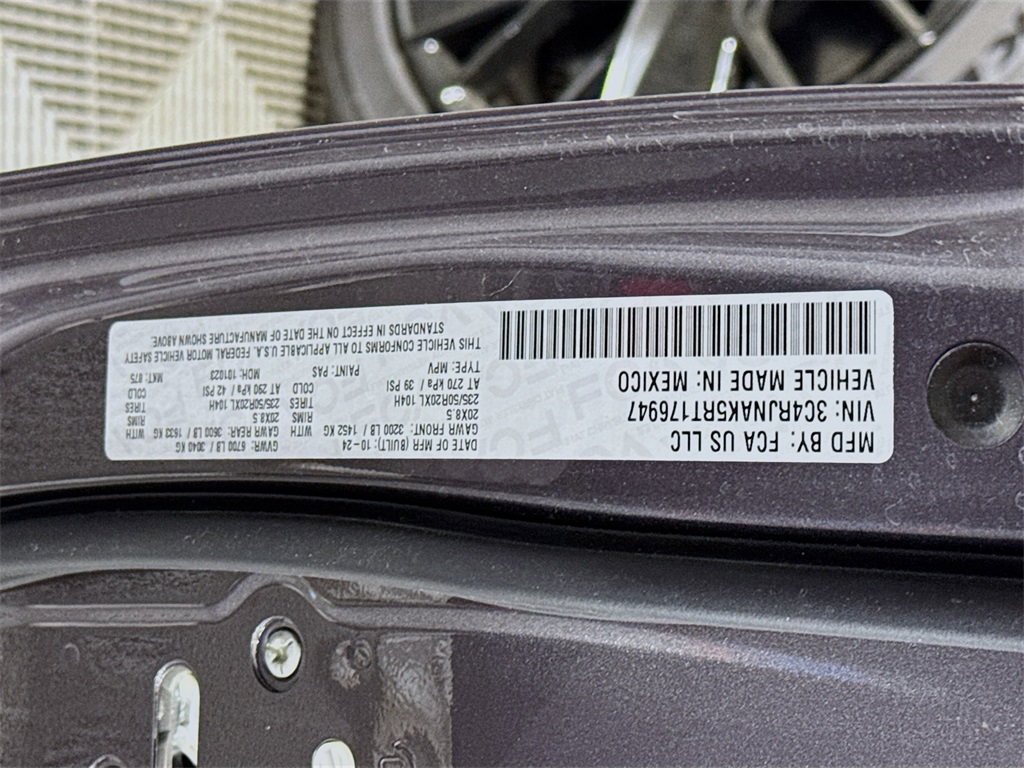 MFD BY: FCA US LLC
VIN: 3C4RJNAK5RT176947
VEHICLE MADE IN: MEXICO
DATE OF MFR (BUILT): 10-24
GVWR: 6700 LB / 3040 KG
GAWR FRONT: 3200 LB / 1452 KG WITH
GAWR REAR: 3600 LB / 1633 KG WITH
20X8.5 RIMS
20X8.5 RIMS
235/50R20XL 104H
235/50R20XL 104H
AT 270 kPa / 39 PSI COLD
AT 290 kPa / 42 PSI COLD
TYPE: MPV
PAINT: PAS
MDH: 101023
MKT: 875
THIS VEHICLE CONFORMS TO ALL APPLICABLE U.S.A. FEDERAL MOTOR VEHICLE SAFETY
STANDARDS IN EFFECT ON THE DATE OF MANUFACTURE SHOWN ABOVE.